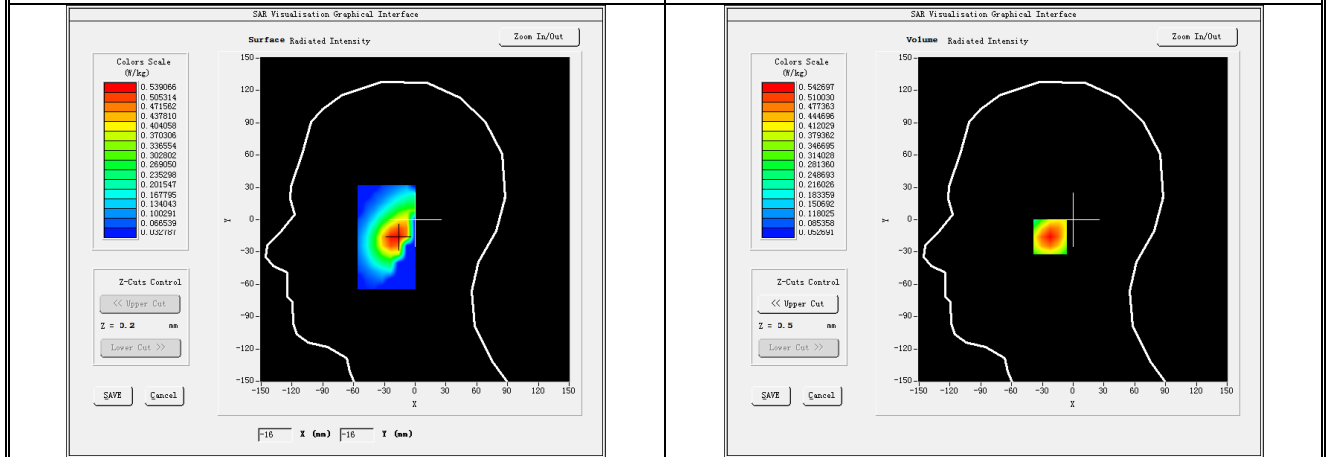 SAR Visualisation Graphical Interface
Surface Radiated Intensity
Zoom In/Out
Colors Scale
(W/kg)
0.539066
0.505314
0.471562
0.437810
0.404058
0.370306
0.336554
0.302802
0.269050
0.235298
0.201547
0.167795
0.134043
0.100291
0.066539
0.032787
150
120
90
60
30
0
-30
-60
-90
-120
-150
Y
-150 -120 -90 -60 -30 0 30 60 90 120 150
X
Z-Cuts Control
<< Upper Cut
Z = 0.2 mm
Lower Cut >>
SAVE Cancel
-16 X (mm) -16 Y (mm)
SAR Visualisation Graphical Interface
Volume Radiated Intensity
Zoom In/Out
Colors Scale
(W/kg)
0.542697
0.510030
0.477363
0.444696
0.412029
0.379362
0.346695
0.314028
0.281360
0.248693
0.216026
0.183359
0.150692
0.118025
0.085358
0.052691
150
120
90
60
30
0
-30
-60
-90
-120
-150
Y
-150 -120 -90 -60 -30 0 30 60 90 120 150
X
Z-Cuts Control
<< Upper Cut
Z = 0.5 mm
Lower Cut >>
SAVE Cancel